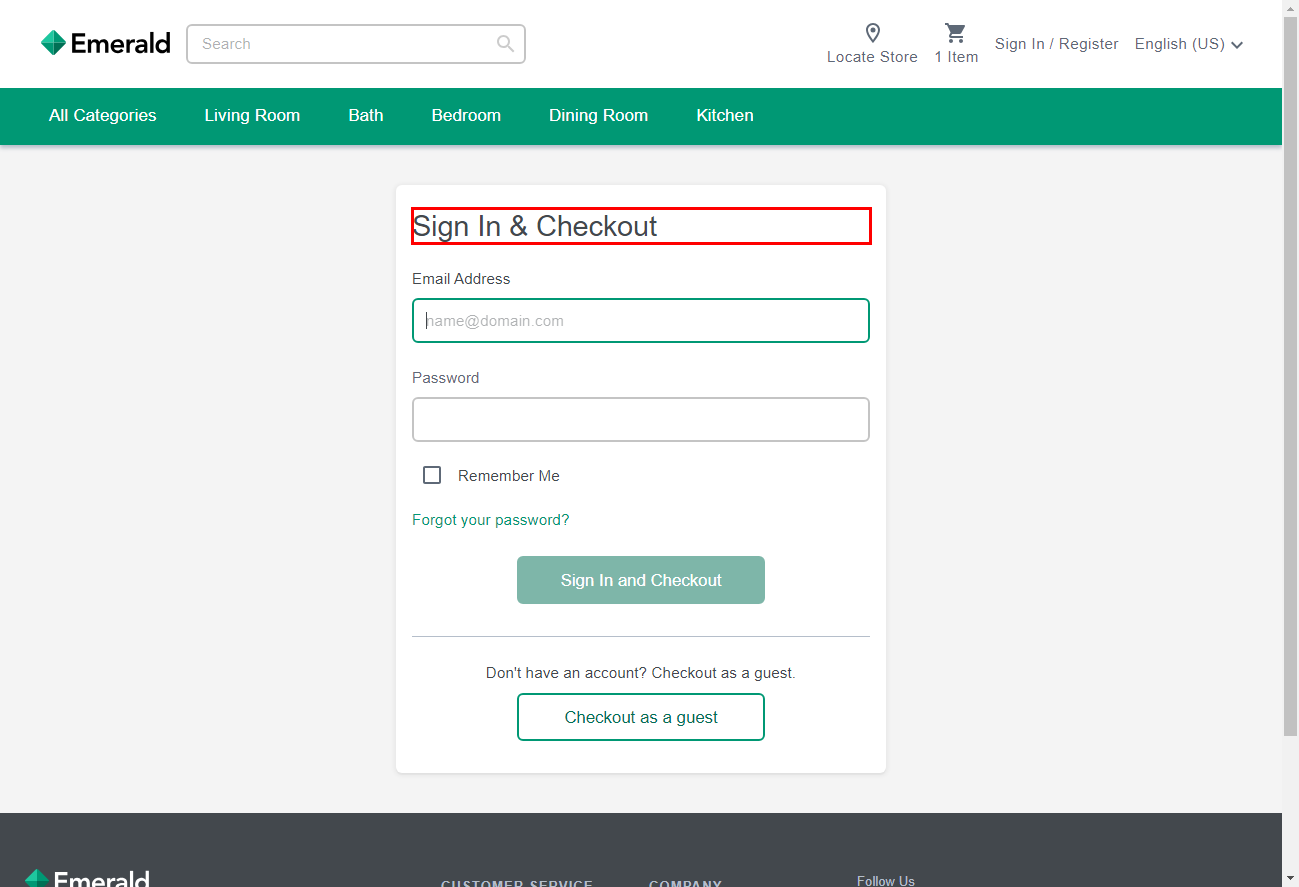 Emerald
Search
Locate Store
1 Item
Sign In / Register
English (US)
All Categories
Living Room
Bath
Bedroom
Dining Room
Kitchen
Sign In & Checkout
Email Address
name@domain.com
Password
Remember Me
Forgot your password?
Sign In and Checkout
Don't have an account? Checkout as a guest.
Checkout as a guest
Emerald
CUSTOMER SERVICE
COMPANY
Follow Us